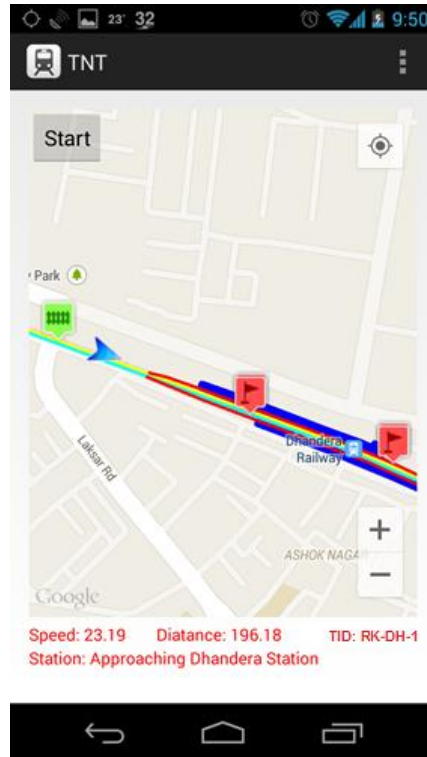 23° 32 9:50
TNT
Start
Park
Laksar Rd
Dhandera
Railway
ASHOK NAGA
+
−
Google
Speed: 23.19 Diatance: 196.18 TID: RK-DH-1
Station: Approaching Dhandera Station